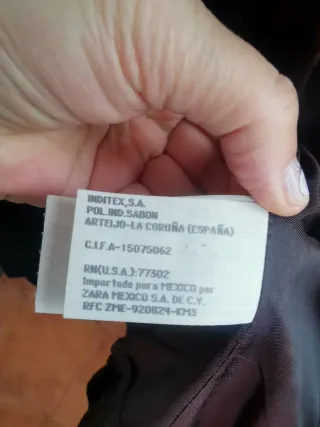 INDITEX,S.A.
POL.IND.SABON
ARTEIJO-LA CORUÑA (ESPAÑA)
C.I.F.A-15075062
RN(U.S.A.):77302
Importado para MEXICO por
ZARA MEXICO S.A. DE C.V.
RFC ZME-920824-KM3